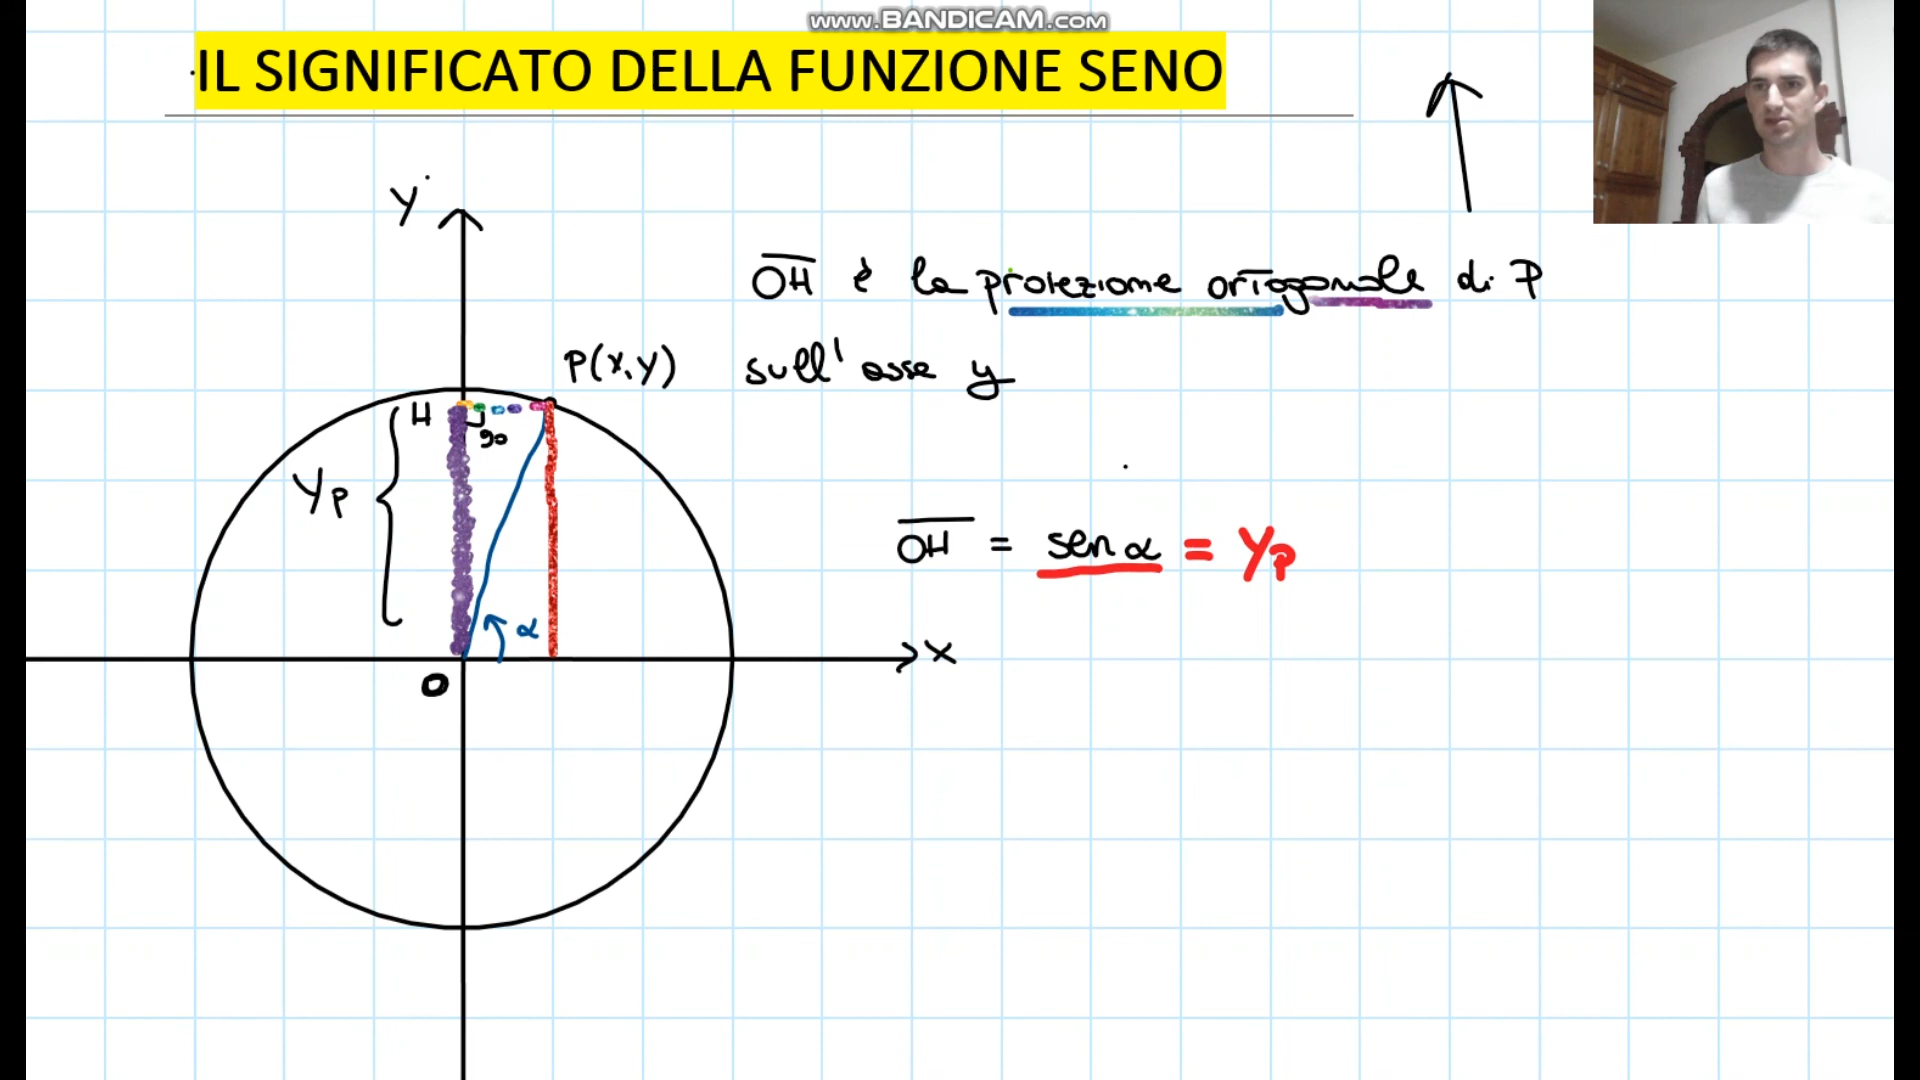 www.BANDICAM.com
IL SIGNIFICATO DELLA FUNZIONE SENO
y
OH è la proiezione ortogonale di P
P(x,y) sull'asse y
H
90
yP
OH = sen α = yP
α
x
O